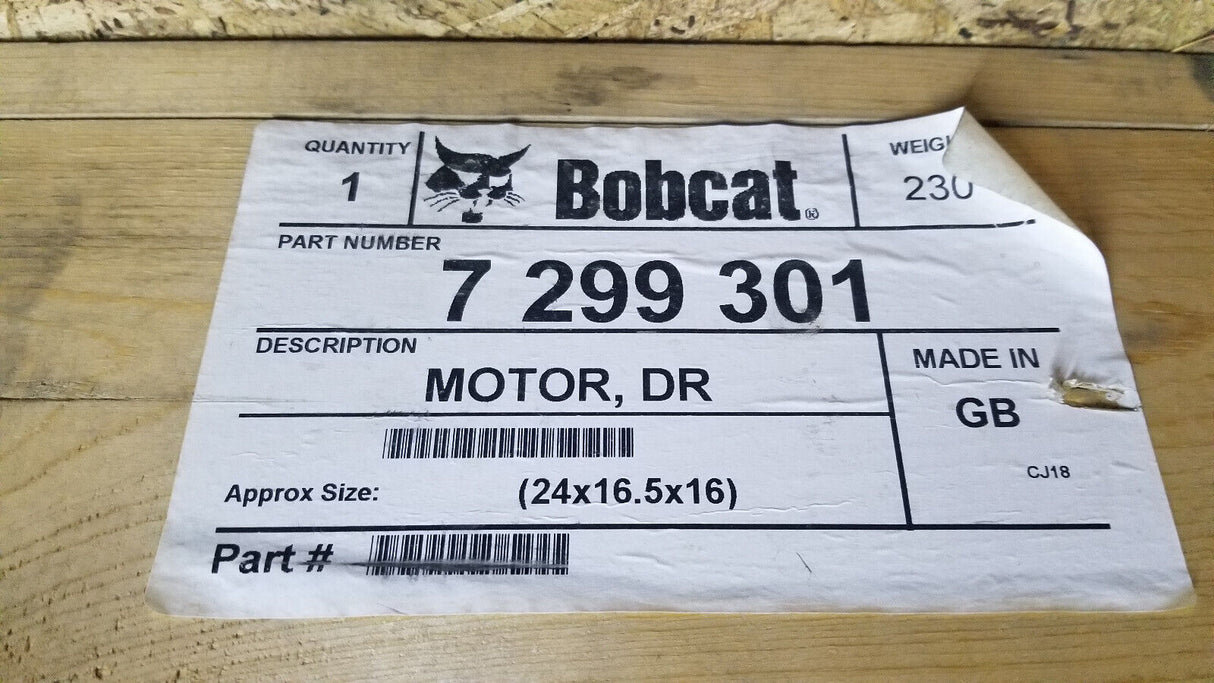 QUANTITY
1
Bobcat®
WEIG
230
PART NUMBER
7 299 301
DESCRIPTION
MOTOR, DR
MADE IN
GB
CJ18
Approx Size: (24x16.5x16)
Part #